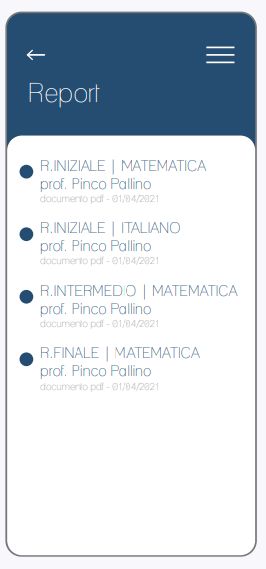 Report
R.INIZIALE | MATEMATICA
prof. Pinco Pallino
documento pdf - 01/04/2021
R.INIZIALE | ITALIANO
prof. Pinco Pallino
documento pdf - 01/04/2021
R.INTERMEDIO | MATEMATICA
prof. Pinco Pallino
documento pdf - 01/04/2021
R.FINALE | MATEMATICA
prof. Pinco Pallino
documento pdf - 01/04/2021